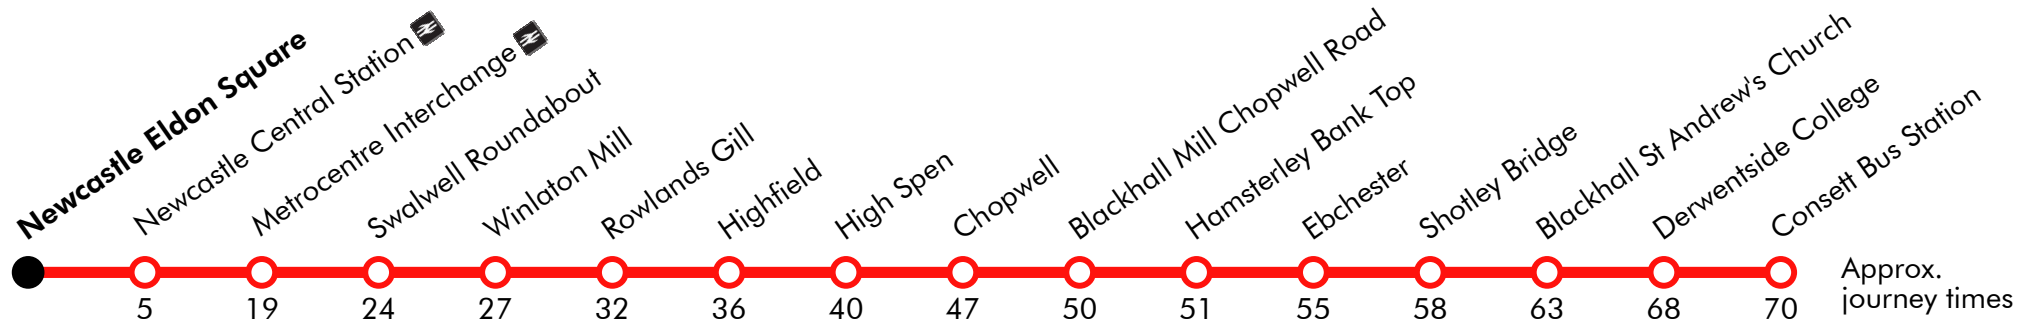 Newcastle Eldon Square
Newcastle Central Station
Metrocentre Interchange
Swalwell Roundabout
Winlaton Mill
Rowlands Gill
Highfield
High Spen
Chopwell
Blackhall Mill Chopwell Road
Hamsterley Bank Top
Ebchester
Shotley Bridge
Blackhall St Andrew's Church
Derwentside College
Consett Bus Station
5 19 24 27 32 36 40 47 50 51 55 58 63 68 70
Approx.
journey times